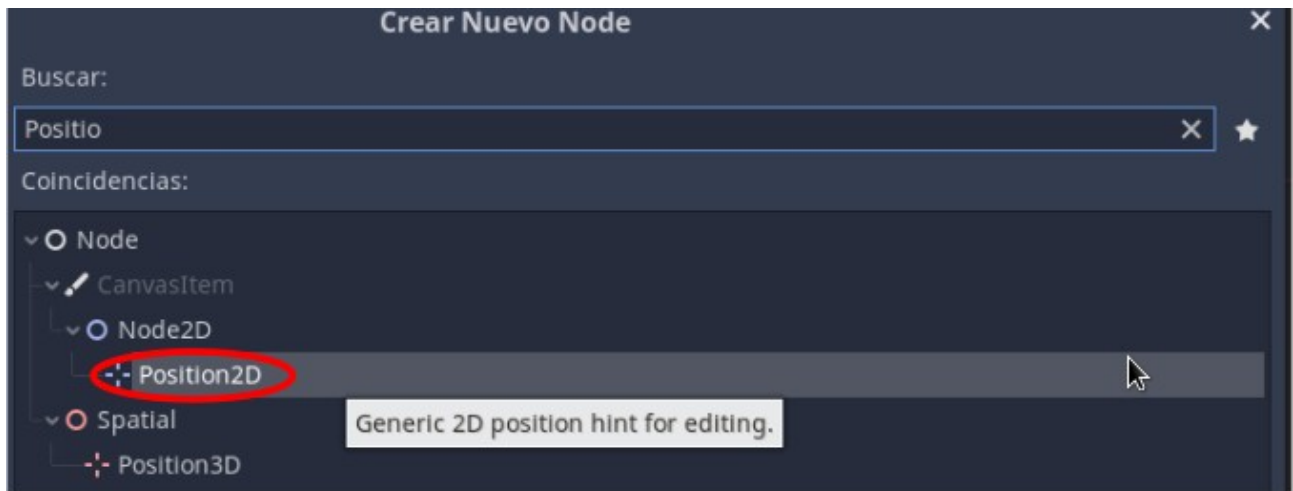 Crear Nuevo Node
Buscar:
Positio
Coincidencias:
Node
CanvasItem
Node2D
Position2D
Spatial
Generic 2D position hint for editing.
Position3D